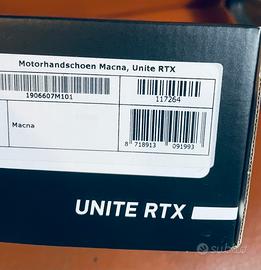 Motorhandschoen Macna, Unite RTX
1906607M101
117264
Macna
8 718913 091993
UNITE RTX
subito